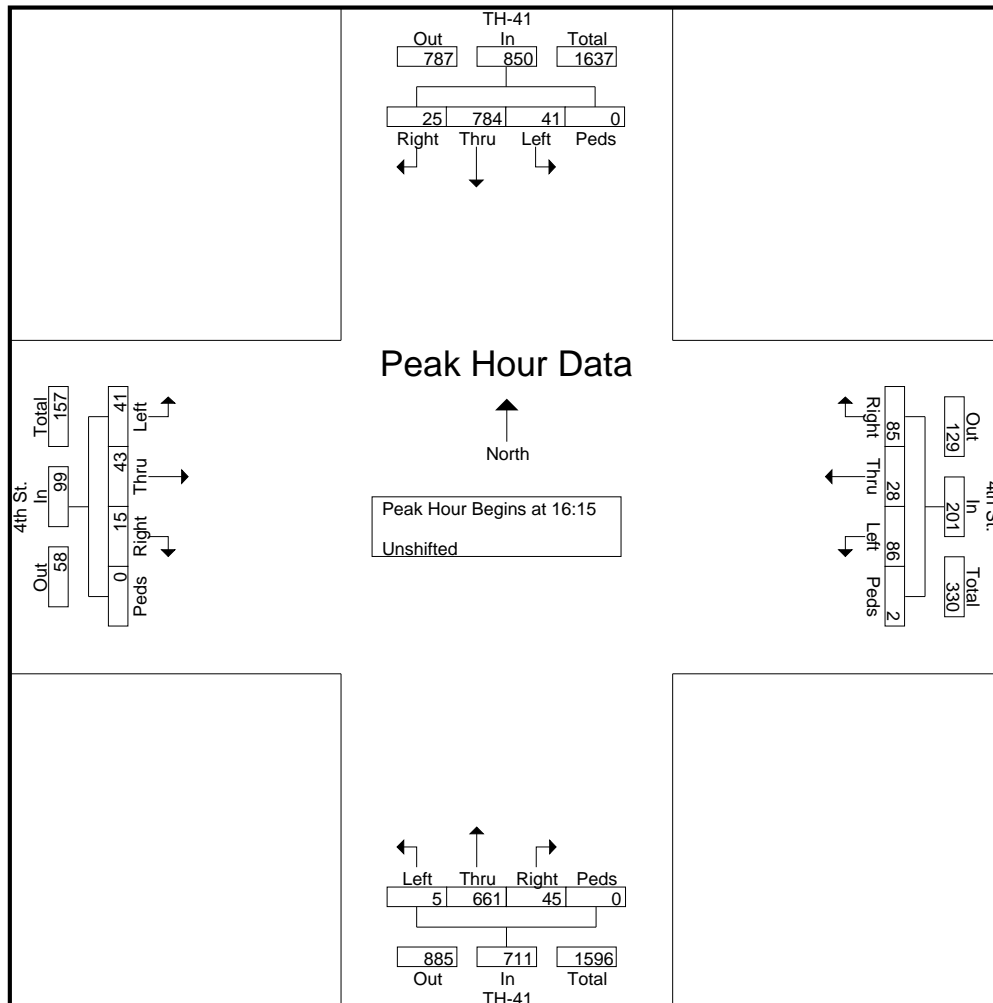 TH-41
Out In Total
787 850 1637
25 784 41 0
Right Thru Left Peds
Peak Hour Data
North
Peak Hour Begins at 16:15
Unshifted
4th St.
Total In Out
157 99 58
41 43 15 0
Left Thru Right Peds
Right Thru Left Peds
85 28 86 2
Out In Total
129 201 330
4th St.
Left Thru Right Peds
5 661 45 0
885 711 1596
Out In Total
TH-41